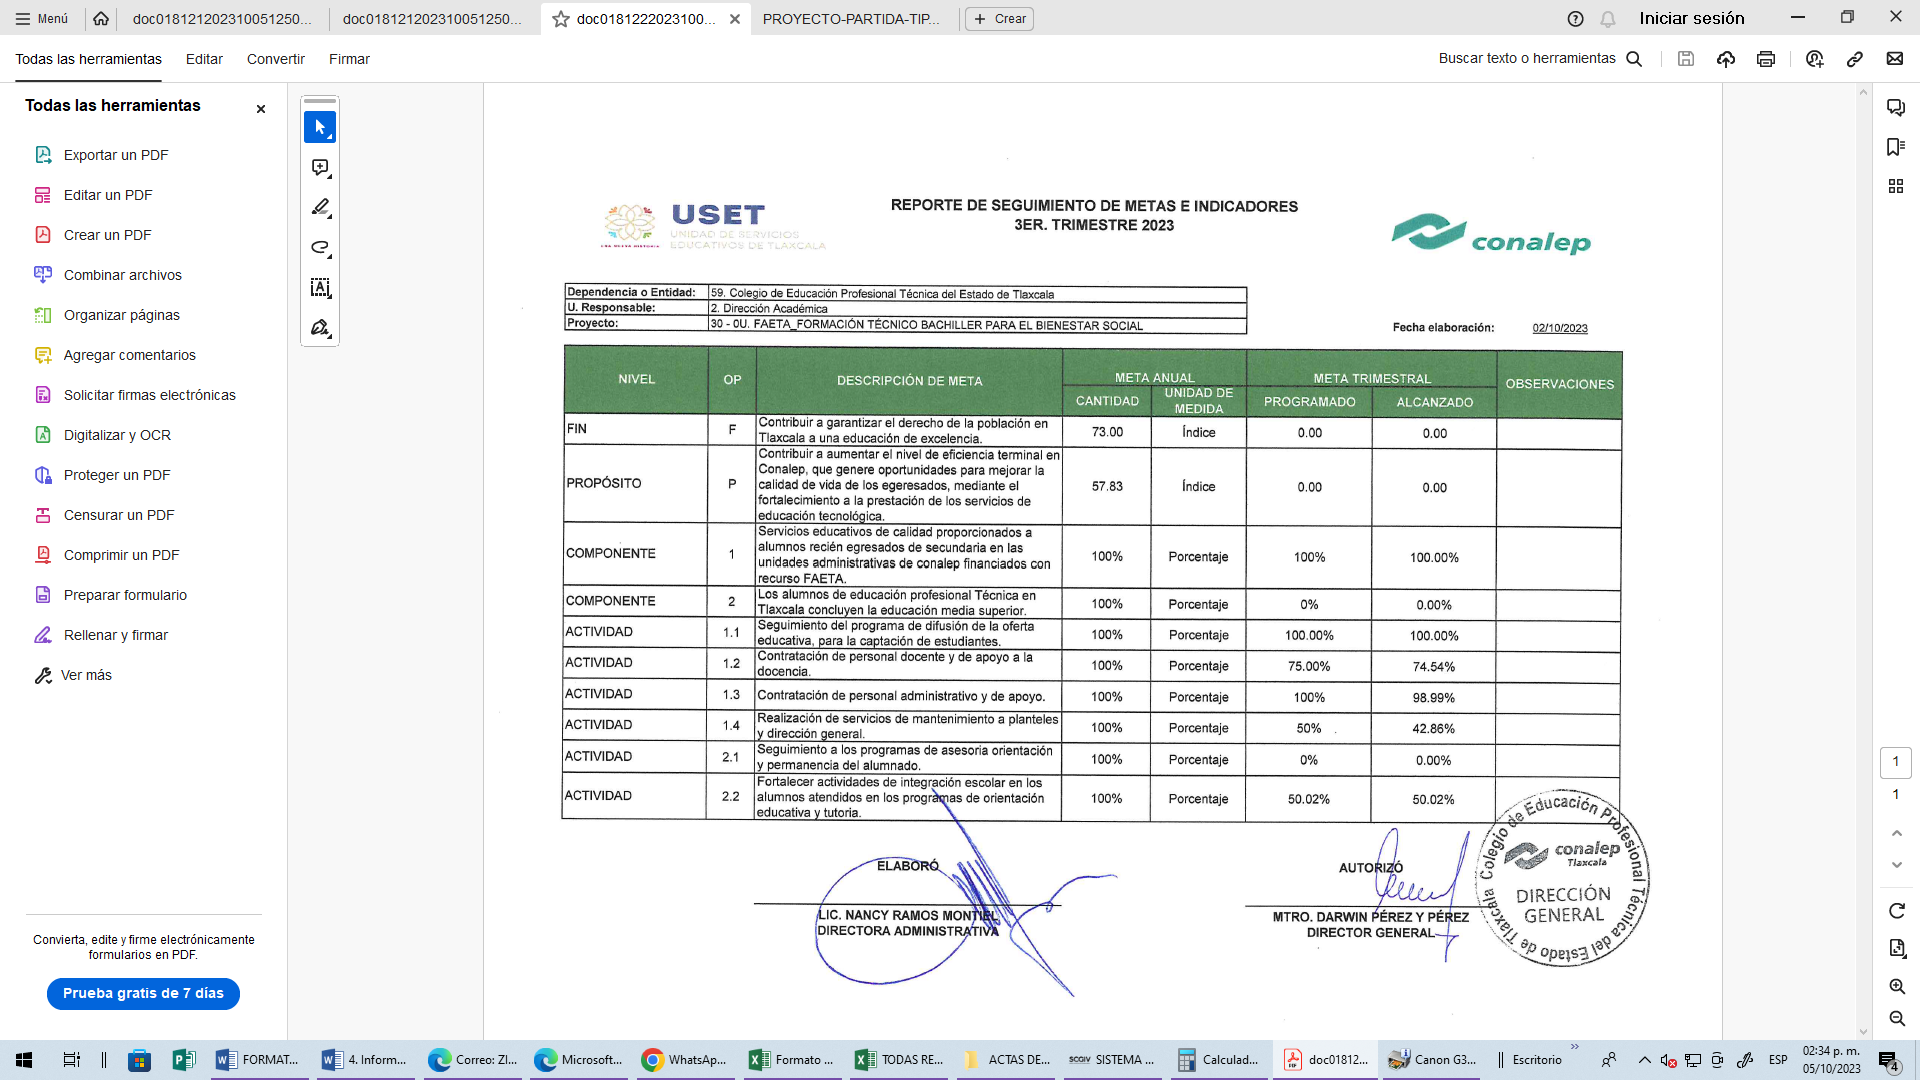 Menú
doc018121202310051250...
doc018121202310051250...
doc0181222023100...
PROYECTO-PARTIDA-TIP...
Crear
Iniciar sesión
Todas las herramientas
Editar
Convertir
Firmar
Buscar texto o herramientas
Todas las herramientas
Exportar un PDF
Editar un PDF
Crear un PDF
Combinar archivos
Organizar páginas
Agregar comentarios
Solicitar firmas electrónicas
Digitalizar y OCR
Proteger un PDF
Censurar un PDF
Comprimir un PDF
Preparar formulario
Rellenar y firmar
Ver más
Convierta, edite y firme electrónicamente
formularios en PDF.
Prueba gratis de 7 días
USET
UNIDAD DE SERVICIOS
EDUCATIVOS DE TLAXCALA
UNA NUEVA HISTORIA
REPORTE DE SEGUIMIENTO DE METAS E INDICADORES
3ER. TRIMESTRE 2023
conalep
Dependencia o Entidad: 59. Colegio de Educación Profesional Técnica del Estado de Tlaxcala
U. Responsable: 2. Dirección Académica
Proyecto: 30 - 0U. FAETA_FORMACIÓN TÉCNICO BACHILLER PARA EL BIENESTAR SOCIAL
Fecha elaboración: 02/10/2023
NIVEL OP DESCRIPCIÓN DE META META ANUAL META TRIMESTRAL OBSERVACIONES
CANTIDAD UNIDAD DE MEDIDA PROGRAMADO ALCANZADO
FIN F Contribuir a garantizar el derecho de la población en
Tlaxcala a una educación de excelencia. 73.00 Índice 0.00 0.00
PROPÓSITO P Contribuir a aumentar el nivel de eficiencia terminal en
Conalep, que genere oportunidades para mejorar la
calidad de vida de los egeresados, mediante el
fortalecimiento a la prestación de los servicios de
educación tecnológica. 57.83 Índice 0.00 0.00
COMPONENTE 1 Servicios educativos de calidad proporcionados a
alumnos recién egresados de secundaria en las
unidades administrativas de conalep financiados con
recurso FAETA. 100% Porcentaje 100% 100.00%
COMPONENTE 2 Los alumnos de educación profesional Técnica en
Tlaxcala concluyen la educación media superior. 100% Porcentaje 0% 0.00%
ACTIVIDAD 1.1 Seguimiento del programa de difusión de la oferta
educativa, para la captación de estudiantes. 100% Porcentaje 100.00% 100.00%
ACTIVIDAD 1.2 Contratación de personal docente y de apoyo a la
docencia. 100% Porcentaje 75.00% 74.54%
ACTIVIDAD 1.3 Contratación de personal administrativo y de apoyo. 100% Porcentaje 100% 98.99%
ACTIVIDAD 1.4 Realización de servicios de mantenimiento a planteles
y dirección general. 100% Porcentaje 50% 42.86%
ACTIVIDAD 2.1 Seguimiento a los programas de asesoría orientación
y permanencia del alumnado. 100% Porcentaje 0% 0.00%
ACTIVIDAD 2.2 Fortalecer actividades de integración escolar en los
alumnos atendidos en los programas de orientación
educativa y tutoria. 100% Porcentaje 50.02% 50.02%
ELABORÓ
LIC. NANCY RAMOS MONTIEL
DIRECTORA ADMINISTRATIVA
AUTORIZÓ
MTRO. DARWIN PÉREZ Y PÉREZ
DIRECTOR GENERAL
Colegio de Educación Profesional Técnica del Estado de Tlaxcala
conalep
Tlaxcala
DIRECCIÓN
GENERAL
1
1
FORMAT...
4. Inform...
Correo: ZI...
Microsoft...
WhatsAp...
Formato ...
TODAS RE...
ACTAS DE...
SCGIV SISTEMA ...
Calculad...
doc01812...
Canon G3...
Escritorio
ESP
02:34 p. m.
05/10/2023
4